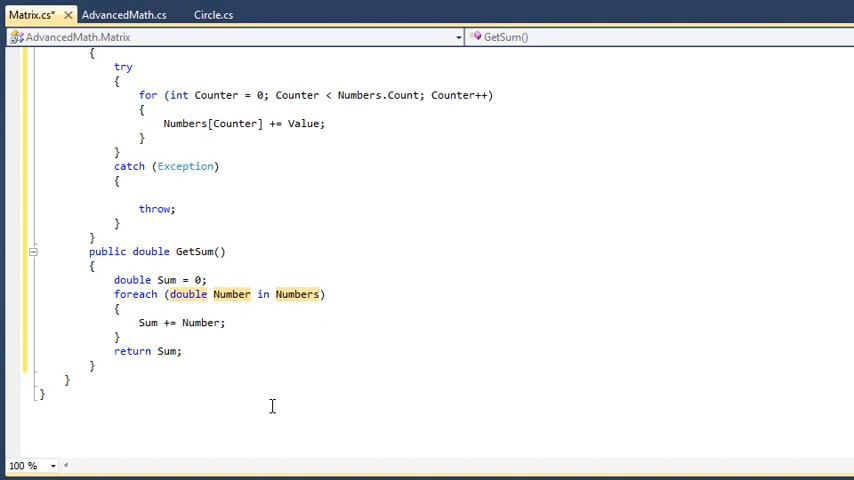 Matrix.cs* AdvancedMath.cs Circle.cs
AdvancedMath.Matrix GetSum()
{
try
{
for (int Counter = 0; Counter < Numbers.Count; Counter++)
{
Numbers[Counter] += Value;
}
}
catch (Exception)
{
throw;
}
}
public double GetSum()
{
double Sum = 0;
foreach (double Number in Numbers)
{
Sum += Number;
}
return Sum;
}
}
}
100 %